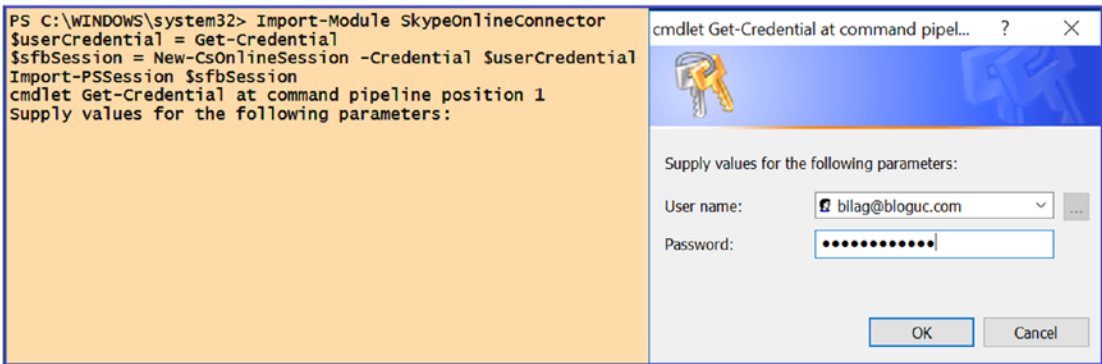 PS C:\WINDOWS\system32> Import-Module SkypeOnlineConnector
$userCredential = Get-Credential
$sfbSession = New-CsOnlineSession -Credential $userCredential
Import-PSSession $sfbSession
cmdlet Get-Credential at command pipeline position 1
Supply values for the following parameters:
cmdlet Get-Credential at command pipel... ? ×
Supply values for the following parameters:
User name: bilag@bloguc.com ...
Password: ●●●●●●●●●●●●
OK Cancel